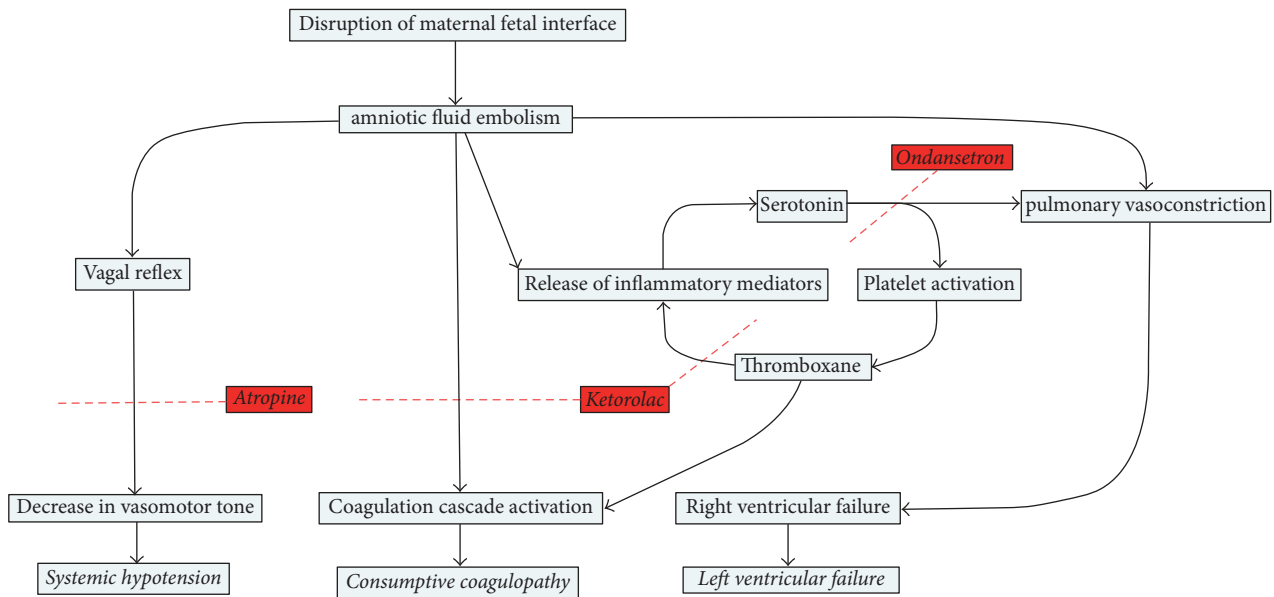 Disruption of maternal fetal interface
amniotic fluid embolism
Ondansetron
Serotonin
pulmonary vasoconstriction
Vagal reflex
Release of inflammatory mediators
Platelet activation
Thromboxane
Atropine
Ketorolac
Decrease in vasomotor tone
Coagulation cascade activation
Right ventricular failure
Systemic hypotension
Consumptive coagulopathy
Left ventricular failure